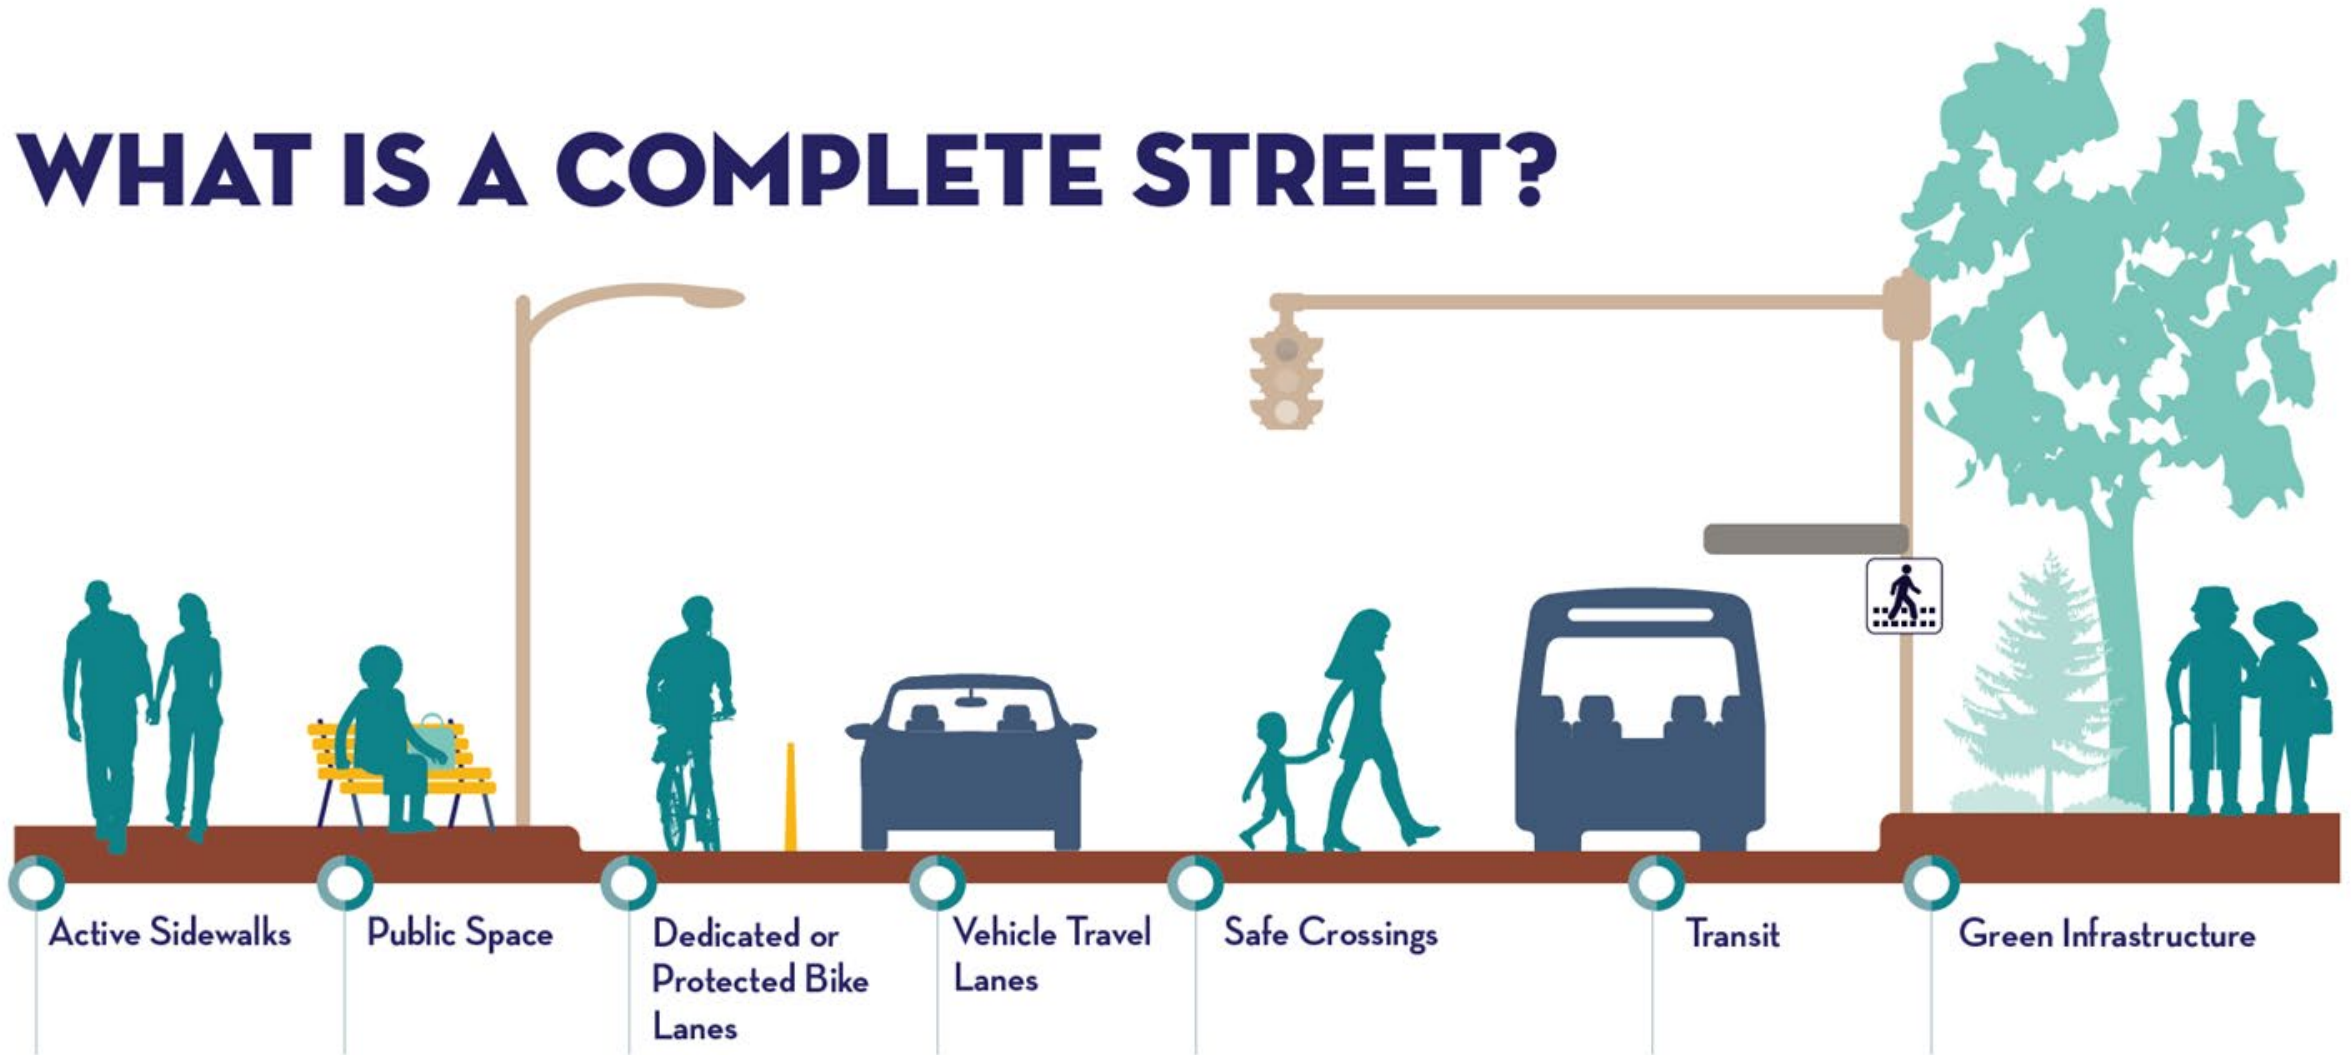 WHAT IS A COMPLETE STREET?
Active Sidewalks
Public Space
Dedicated or
Protected Bike
Lanes
Vehicle Travel
Lanes
Safe Crossings
Transit
Green Infrastructure